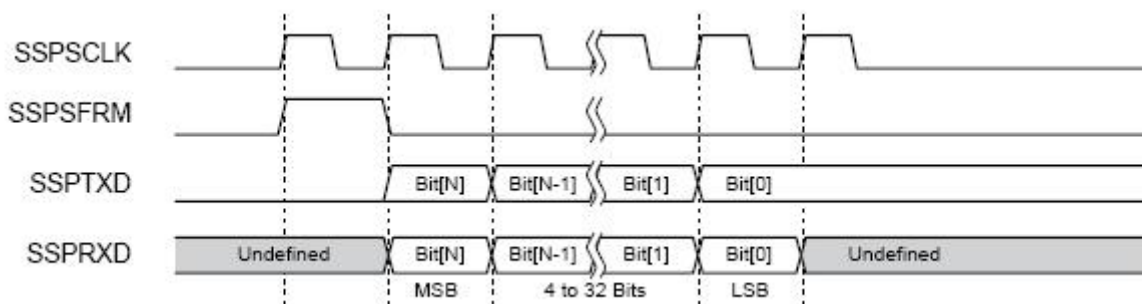 SSPSCLK
SSPSFRM
SSPTXD Bit[N] Bit[N-1] Bit[1] Bit[0]
SSPRXD Undefined Bit[N] Bit[N-1] Bit[1] Bit[0] Undefined
MSB 4 to 32 Bits LSB